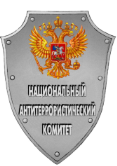 НАЦИОНАЛЬНЫЙ
АНТИТЕРРОРИСТИЧЕСКИЙ
КОМИТЕТ